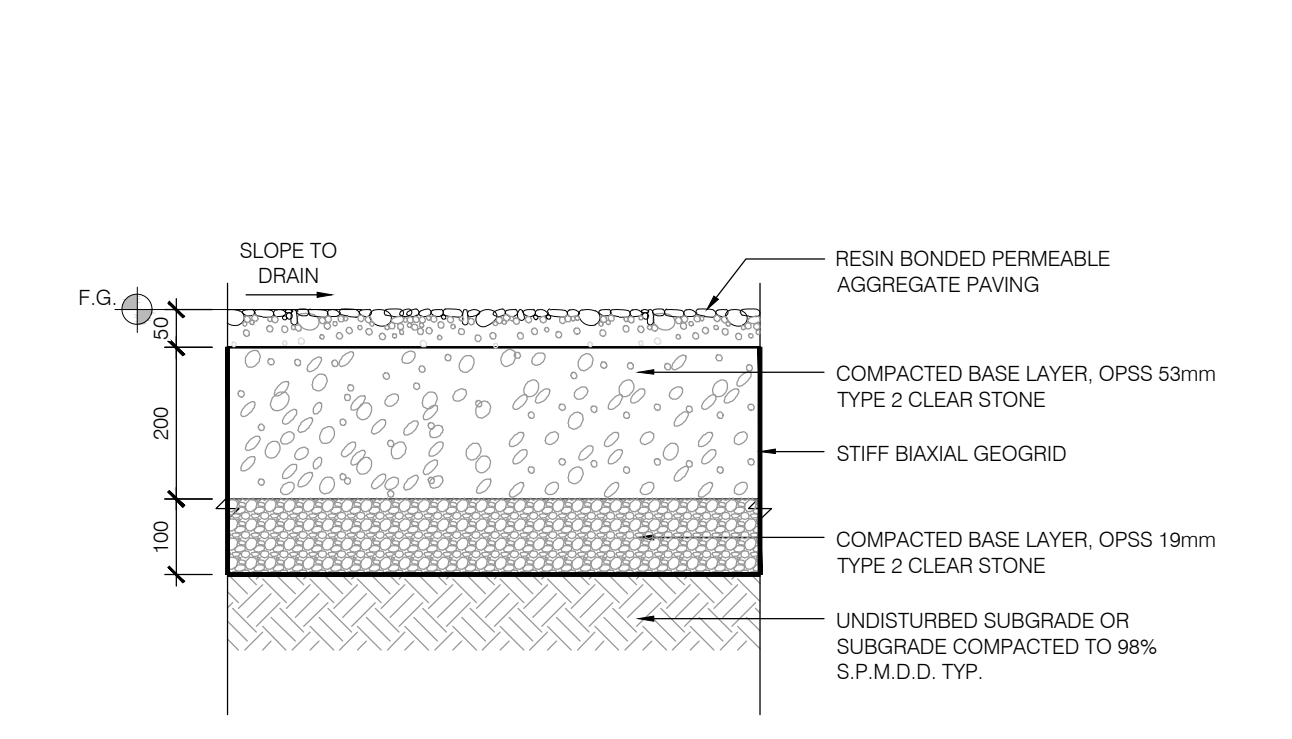 SLOPE TO
DRAIN
F.G.
50
200
100
RESIN BONDED PERMEABLE
AGGREGATE PAVING
COMPACTED BASE LAYER, OPSS 53mm
TYPE 2 CLEAR STONE
STIFF BIAXIAL GEOGRID
COMPACTED BASE LAYER, OPSS 19mm
TYPE 2 CLEAR STONE
UNDISTURBED SUBGRADE OR
SUBGRADE COMPACTED TO 98%
S.P.M.D.D. TYP.